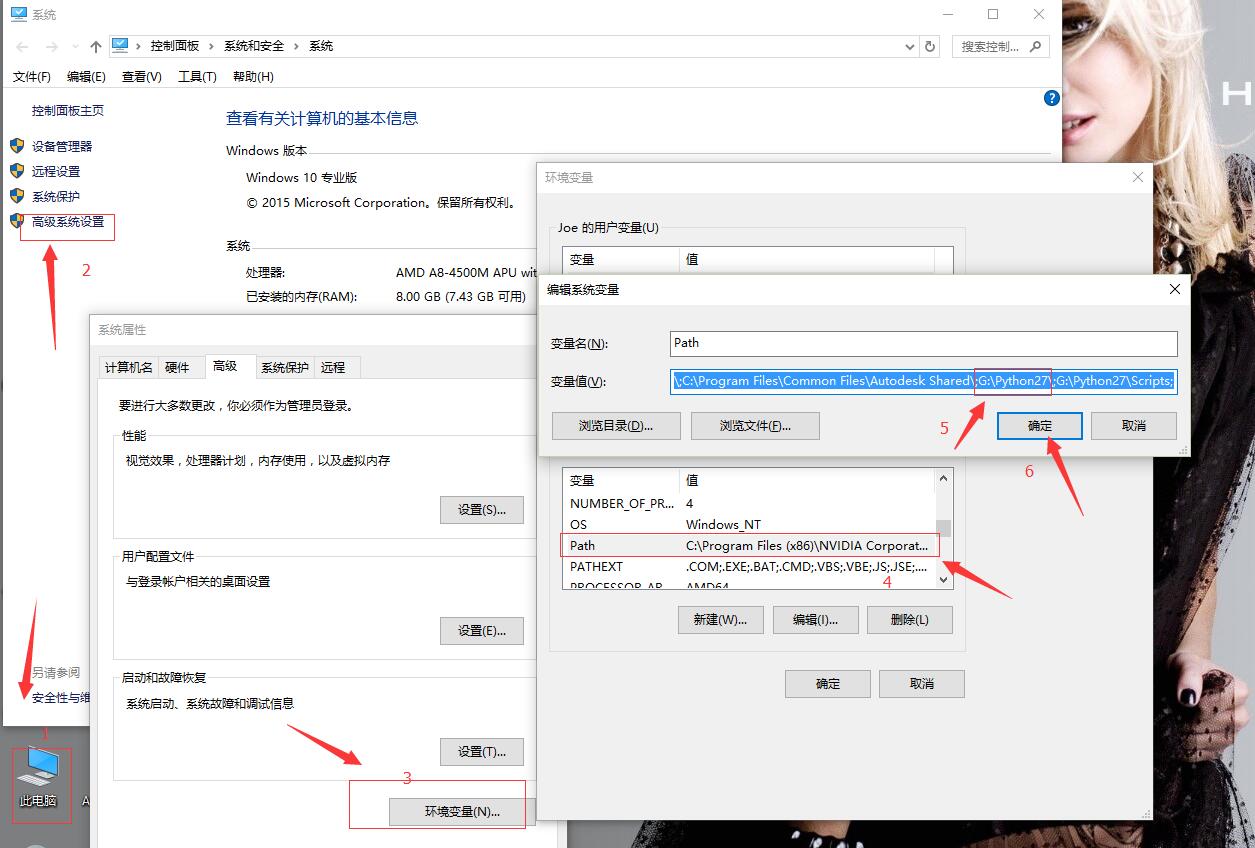 系统
控制面板 › 系统和安全 › 系统
搜索控制...
文件(F) 编辑(E) 查看(V) 工具(T) 帮助(H)
控制面板主页
设备管理器
远程设置
系统保护
高级系统设置
2
另请参阅
安全性与维
1
此电脑
A
?
查看有关计算机的基本信息
Windows 版本
Windows 10 专业版
© 2015 Microsoft Corporation。保留所有权利。
系统
处理器: AMD A8-4500M APU wit
已安装的内存(RAM): 8.00 GB (7.43 GB 可用)
系统属性
计算机名 硬件 高级 系统保护 远程
要进行大多数更改，你必须作为管理员登录。
性能
视觉效果，处理器计划，内存使用，以及虚拟内存
设置(S)...
用户配置文件
与登录帐户相关的桌面设置
设置(E)...
启动和故障恢复
系统启动、系统故障和调试信息
设置(T)...
3
环境变量(N)...
环境变量
Joe 的用户变量(U)
变量 值
编辑系统变量
变量名(N): Path
变量值(V): \;C:\Program Files\Common Files\Autodesk Shared\;G:\Python27\;G:\Python27\Scripts;
浏览目录(D)... 浏览文件(F)... 5 确定 取消
6
变量 值
NUMBER_OF_PR... 4
OS Windows_NT
Path C:\Program Files (x86)\NVIDIA Corporat...
PATHEXT .COM;.EXE;.BAT;.CMD;.VBS;.VBE;.JS;.JSE;....
PROCESSOR_AR AMD64
4
新建(W)... 编辑(I)... 删除(L)
确定 取消
H